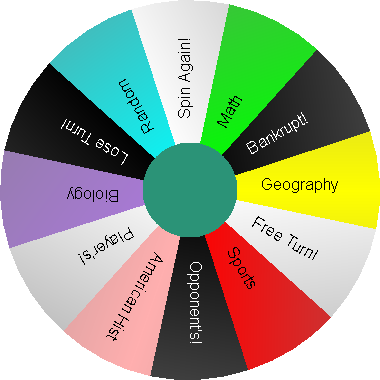 Spin Again!
Math
Bankrupt!
Geography
Free Turn!
Sports
Opponent's!
American Hist
Player's!
Biology
Lose Turn!
Random